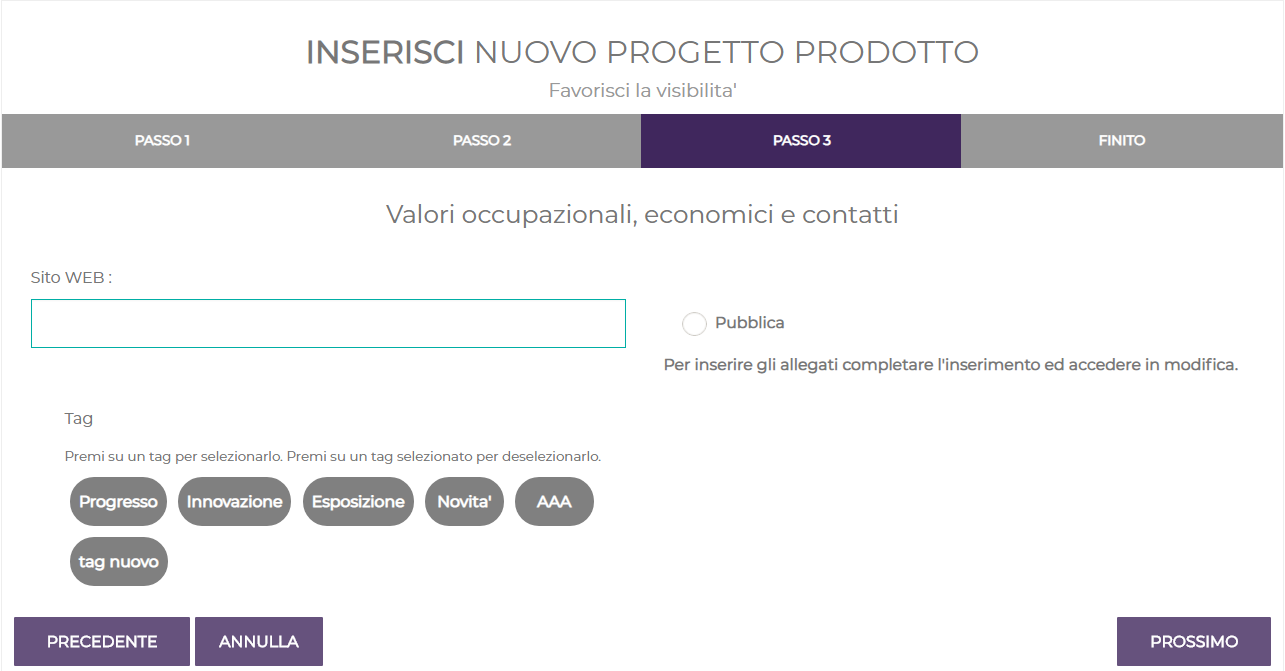 INSERISCI NUOVO PROGETTO PRODOTTO
Favorisci la visibilita'
PASSO 1
PASSO 2
PASSO 3
FINITO
Valori occupazionali, economici e contatti
Sito WEB :
Pubblica
Per inserire gli allegati completare l'inserimento ed accedere in modifica.
Tag
Premi su un tag per selezionarlo. Premi su un tag selezionato per deselezionarlo.
Progresso
Innovazione
Esposizione
Novita'
AAA
tag nuovo
PRECEDENTE
ANNULLA
PROSSIMO